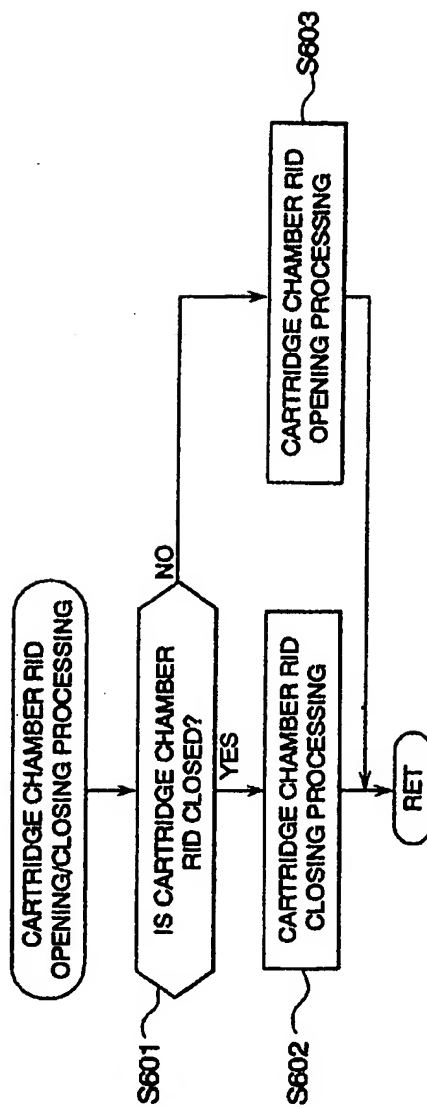 CARTRIDGE CHAMBER RID
OPENING/CLOSING PROCESSING
S601
IS CARTRIDGE CHAMBER
RID CLOSED?
NO
YES
S602
CARTRIDGE CHAMBER RID
CLOSING PROCESSING
CARTRIDGE CHAMBER RID
OPENING PROCESSING
S603
RET